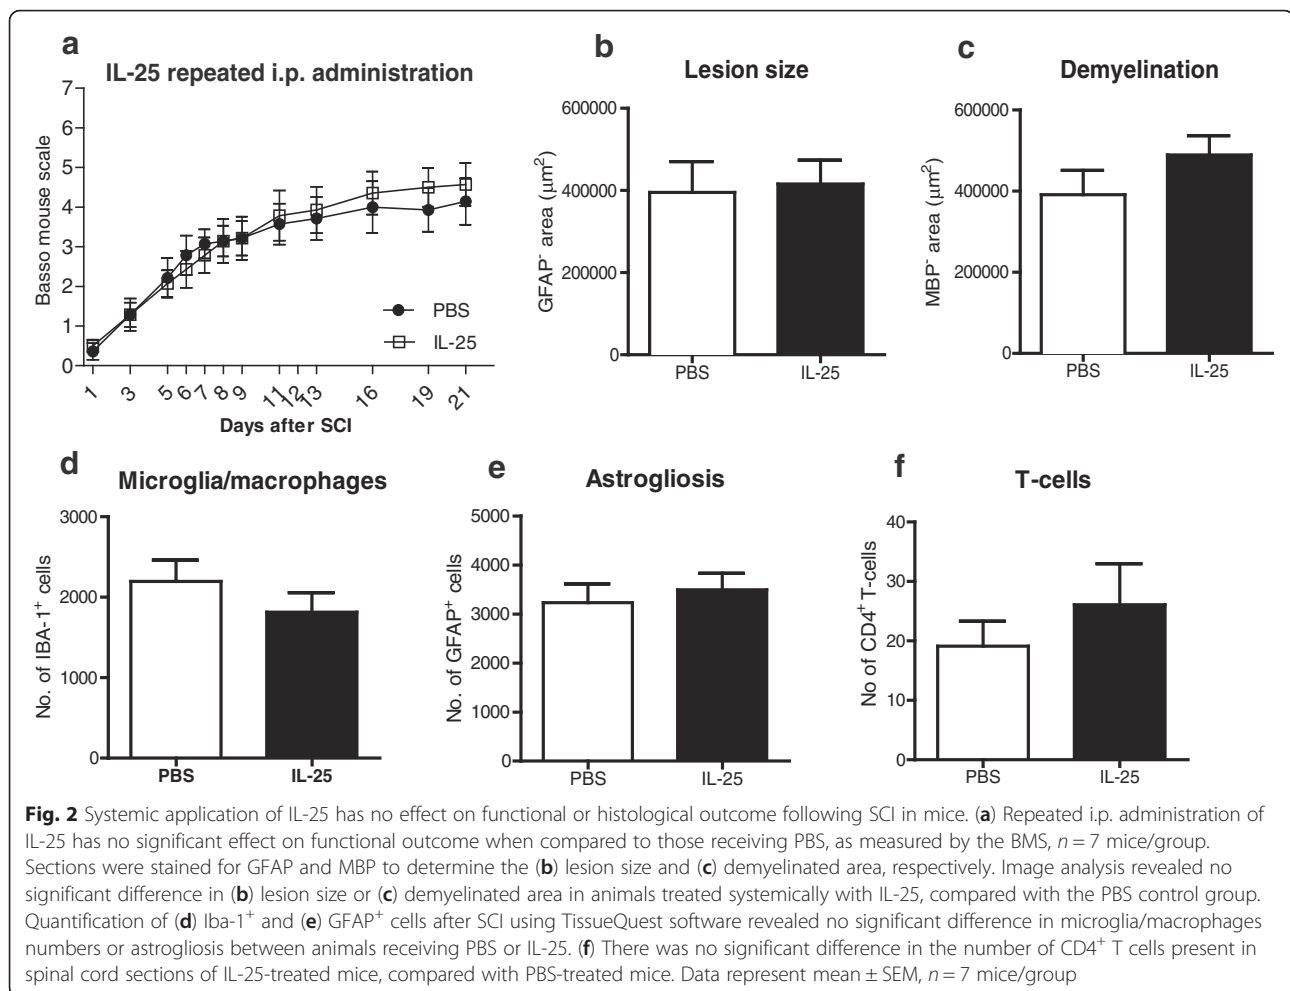 a
IL-25 repeated i.p. administration
7
6
5
4
3
2
1
0
Basso mouse scale
PBS
IL-25
1
3
5
6
7
8
9
11
12
13
16
19
21
Days after SCI
b
Lesion size
600000
400000
200000
0
GFAP⁻ area (μm²)
PBS
IL-25
c
Demyelination
600000
400000
200000
0
MBP⁻ area (μm²)
PBS
IL-25
d
Microglia/macrophages
3000
2000
1000
0
No. of IBA-1⁺ cells
PBS
IL-25
e
Astrogliosis
5000
4000
3000
2000
1000
0
No. of GFAP⁺ cells
PBS
IL-25
f
T-cells
40
30
20
10
0
No of CD4⁺ T-cells
PBS
IL-25
Fig. 2 Systemic application of IL-25 has no effect on functional or histological outcome following SCI in mice. (a) Repeated i.p. administration of
IL-25 has no significant effect on functional outcome when compared to those receiving PBS, as measured by the BMS, n = 7 mice/group.
Sections were stained for GFAP and MBP to determine the (b) lesion size and (c) demyelinated area, respectively. Image analysis revealed no
significant difference in (b) lesion size or (c) demyelinated area in animals treated systemically with IL-25, compared with the PBS control group.
Quantification of (d) Iba-1⁺ and (e) GFAP⁺ cells after SCI using TissueQuest software revealed no significant difference in microglia/macrophages
numbers or astrogliosis between animals receiving PBS or IL-25. (f) There was no significant difference in the number of CD4⁺ T cells present in
spinal cord sections of IL-25-treated mice, compared with PBS-treated mice. Data represent mean ± SEM, n = 7 mice/group